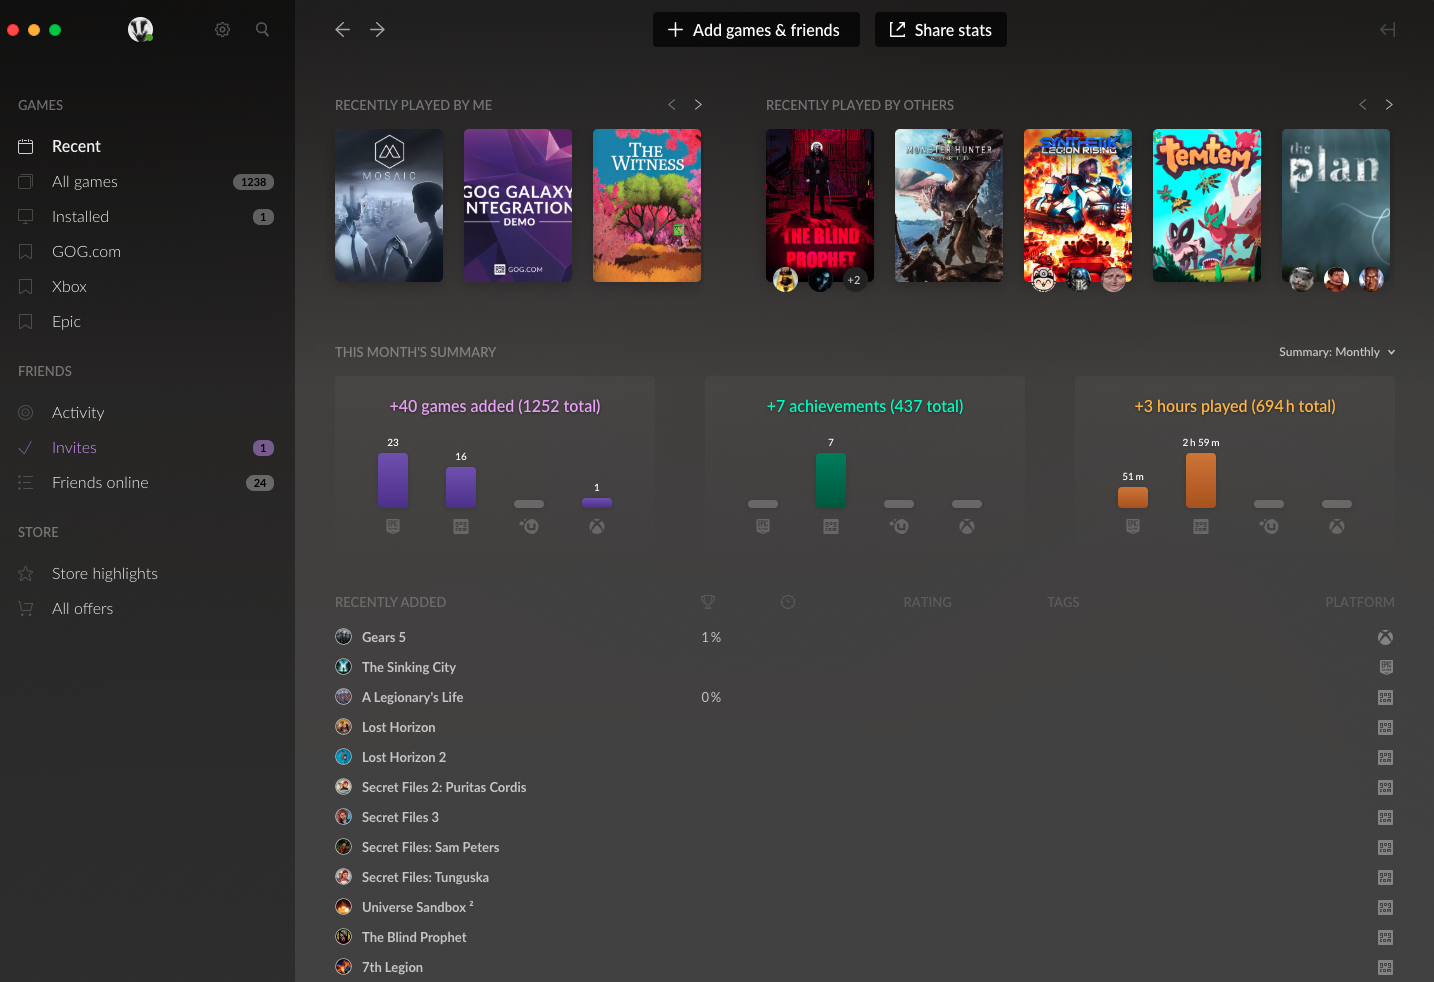 Add games & friends
Share stats
GAMES
Recent
All games 1238
Installed 1
GOG.com
Xbox
Epic
FRIENDS
Activity
Invites 1
Friends online 24
STORE
Store highlights
All offers
RECENTLY PLAYED BY ME
MOSAIC
GOG GALAXY
INTEGRATION
DEMO
GOG.COM
THE
WITNESS
RECENTLY PLAYED BY OTHERS
THE BLIND
PROPHET
+2
MONSTER HUNTER
WORLD
SYNTHETIK
LEGION RISING
temtem
the
plan
THIS MONTH'S SUMMARY
Summary: Monthly
+40 games added (1252 total)
23
16
1
+7 achievements (437 total)
7
+3 hours played (694 h total)
51 m
2 h 59 m
RECENTLY ADDED RATING TAGS PLATFORM
Gears 5 1%
The Sinking City
A Legionary's Life 0%
Lost Horizon
Lost Horizon 2
Secret Files 2: Puritas Cordis
Secret Files 3
Secret Files: Sam Peters
Secret Files: Tunguska
Universe Sandbox ²
The Blind Prophet
7th Legion